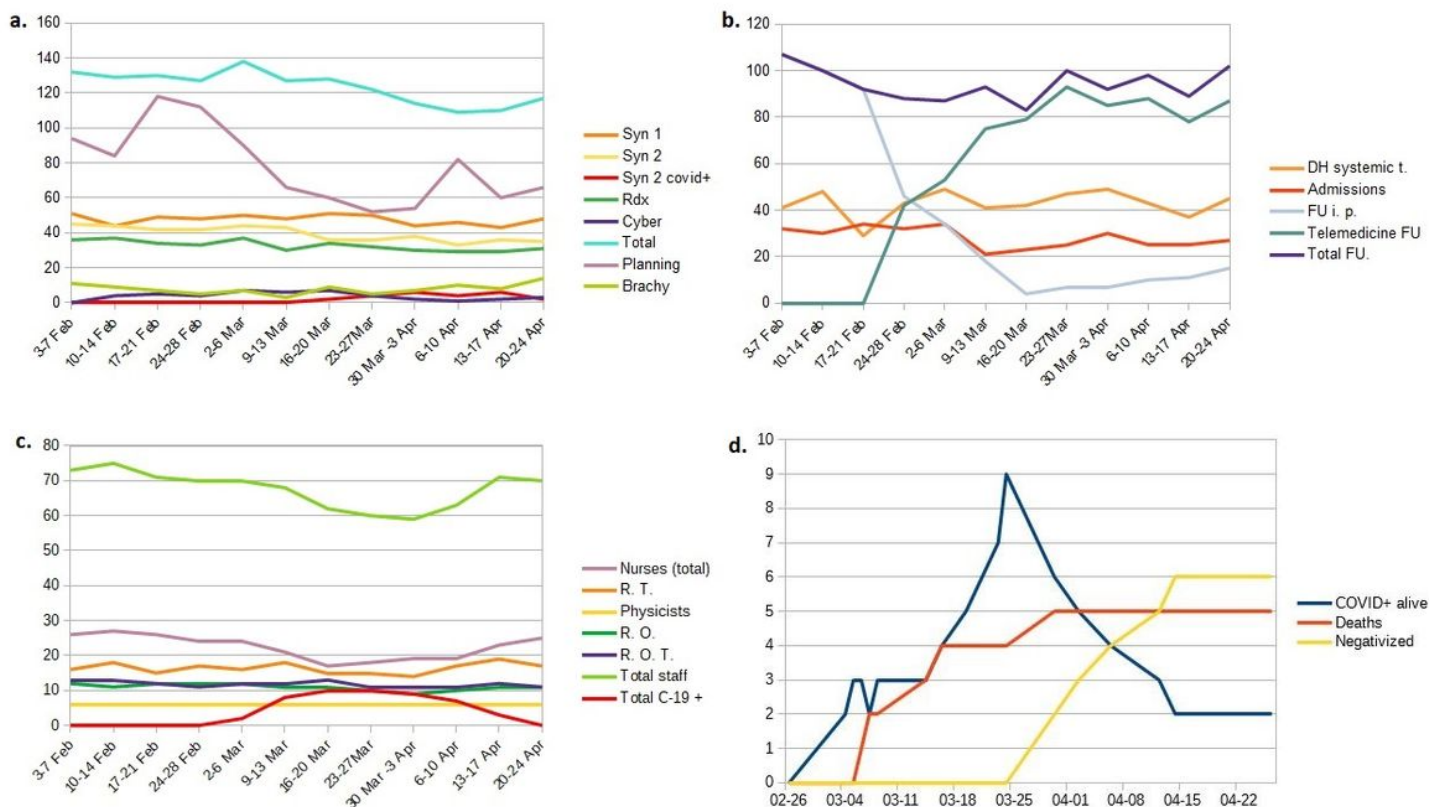 a.
160
140
120
100
80
60
40
20
0
3-7 Feb
10-14 Feb
17-21 Feb
24-28 Feb
2-6 Mar
9-13 Mar
16-20 Mar
23-27 Mar
30 Mar -3 Apr
6-10 Apr
13-17 Apr
20-24 Apr
Syn 1
Syn 2
Syn 2 covid+
Rdx
Cyber
Total
Planning
Brachy
b.
120
100
80
60
40
20
0
3-7 Feb
10-14 Feb
17-21 Feb
24-28 Feb
2-6 Mar
9-13 Mar
16-20 Mar
23-27Mar
30 Mar -3 Apr
6-10 Apr
13-17 Apr
20-24 Apr
DH systemic t.
Admissions
FU i. p.
Telemedicine FU
Total FU.
c.
80
70
60
50
40
30
20
10
0
3-7 Feb
10-14 Feb
17-21 Feb
24-28 Feb
2-6 Mar
9-13 Mar
16-20 Mar
23-27Mar
30 Mar -3 Apr
6-10 Apr
13-17 Apr
20-24 Apr
Nurses (total)
R. T.
Physicists
R. O.
R. O. T.
Total staff
Total C-19 +
d.
10
9
8
7
6
5
4
3
2
1
0
02-26
03-04
03-11
03-18
03-25
04-01
04-08
04-15
04-22
COVID+ alive
Deaths
Negativized